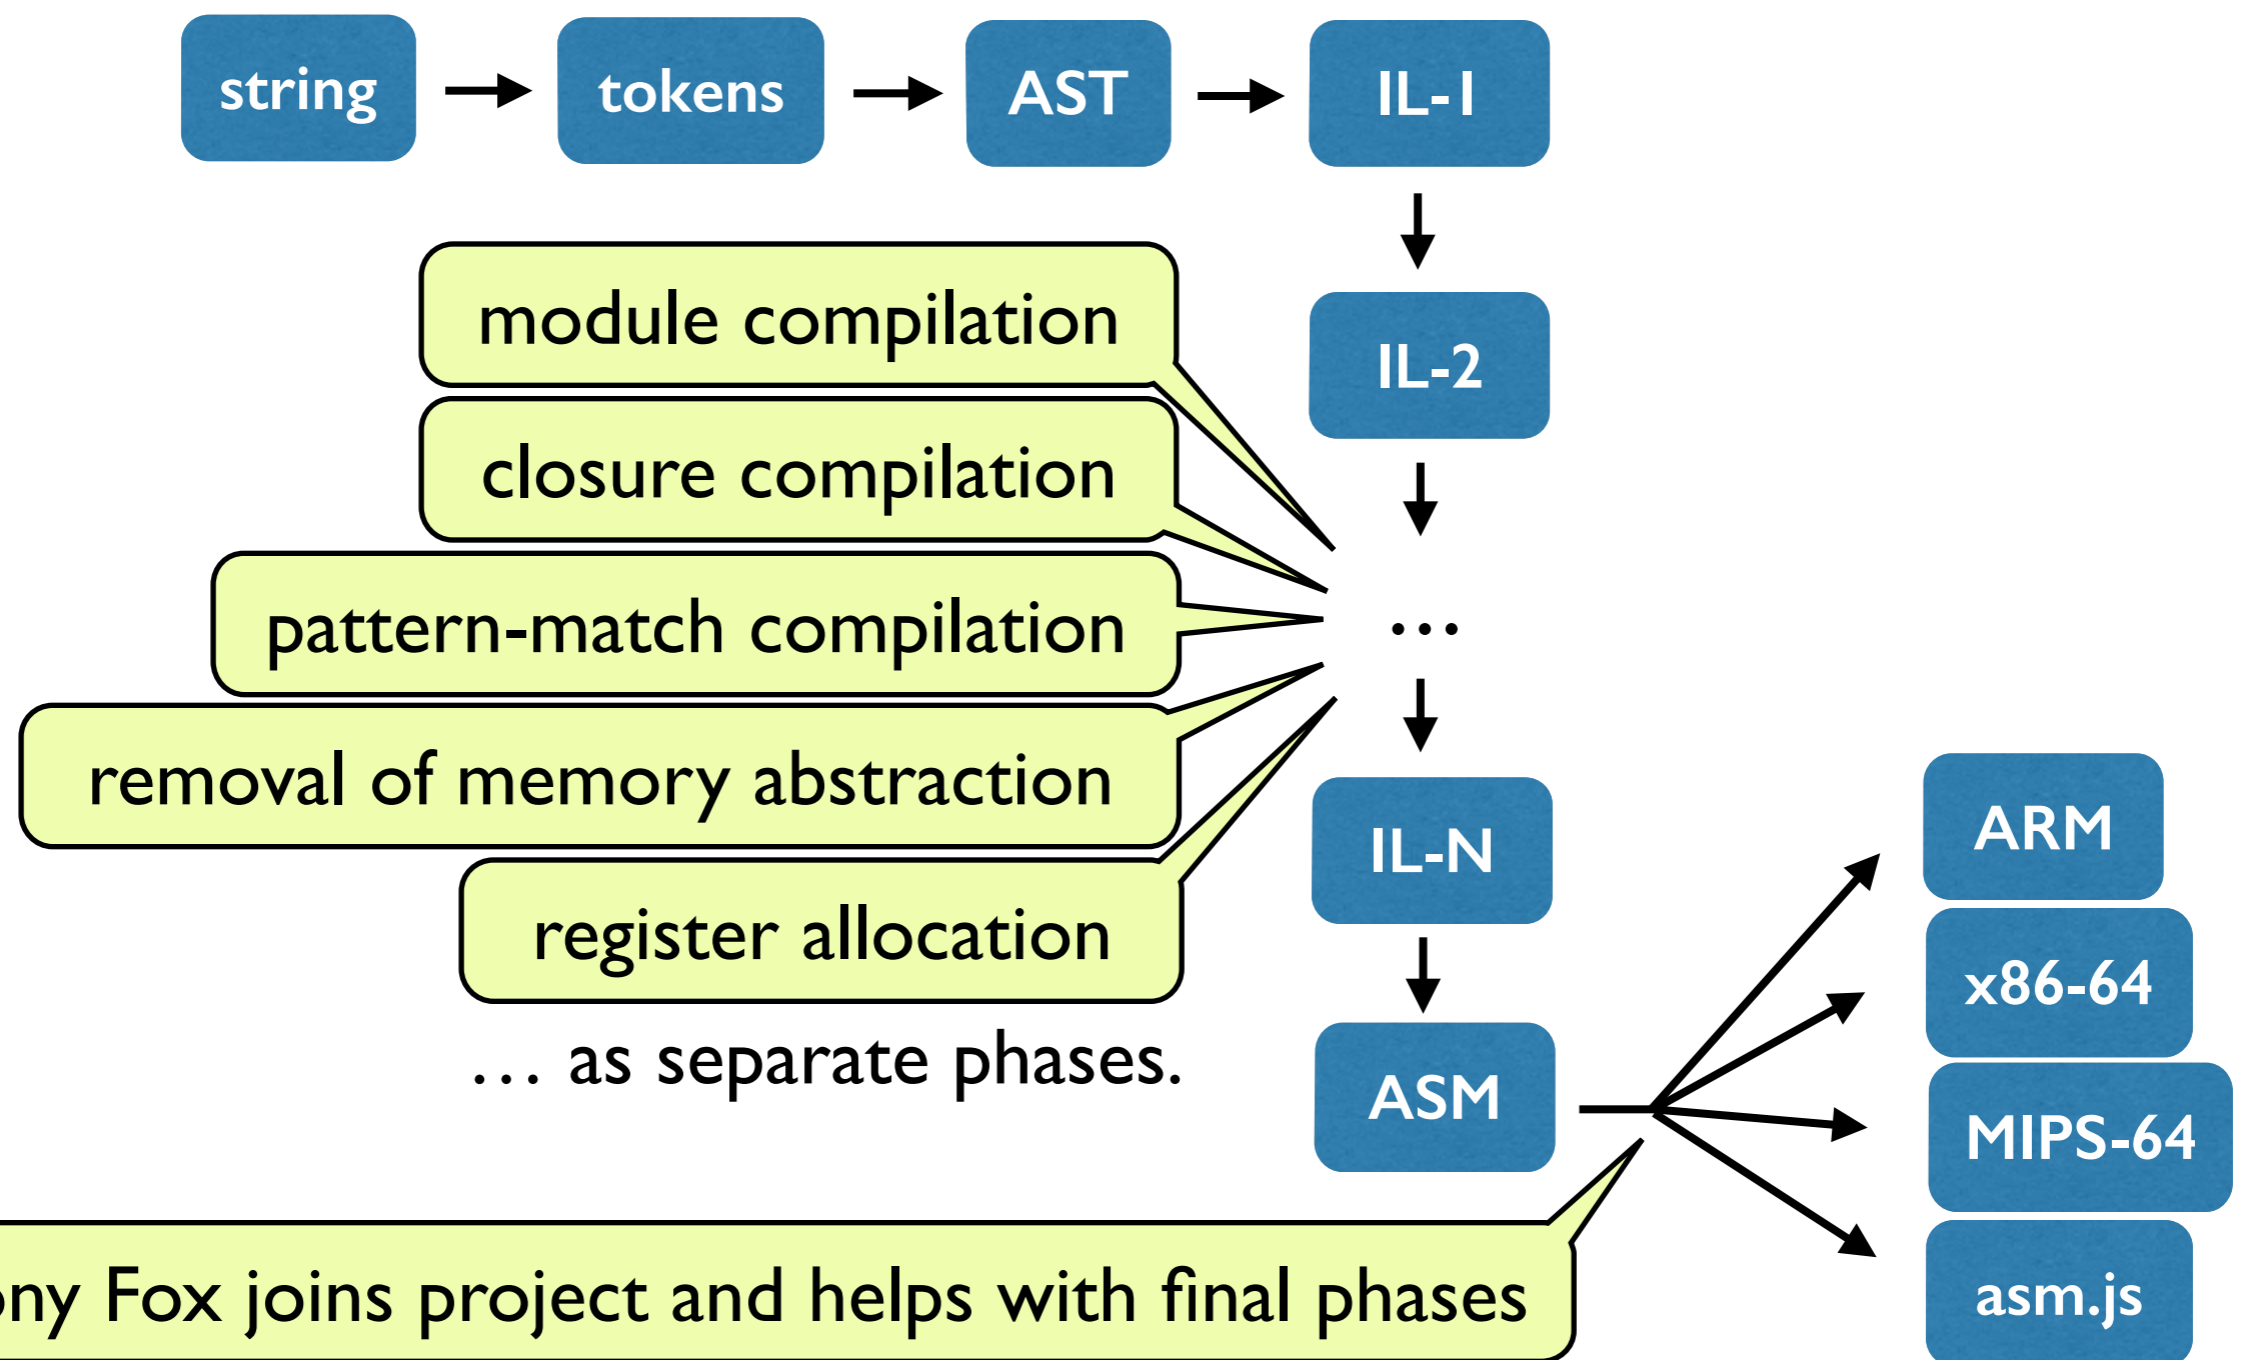 string
tokens
AST
IL-1
module compilation
IL-2
closure compilation
pattern-match compilation
...
removal of memory abstraction
IL-N
register allocation
... as separate phases.
ASM
ARM
x86-64
MIPS-64
asm.js
Fox joins project and helps with final phases